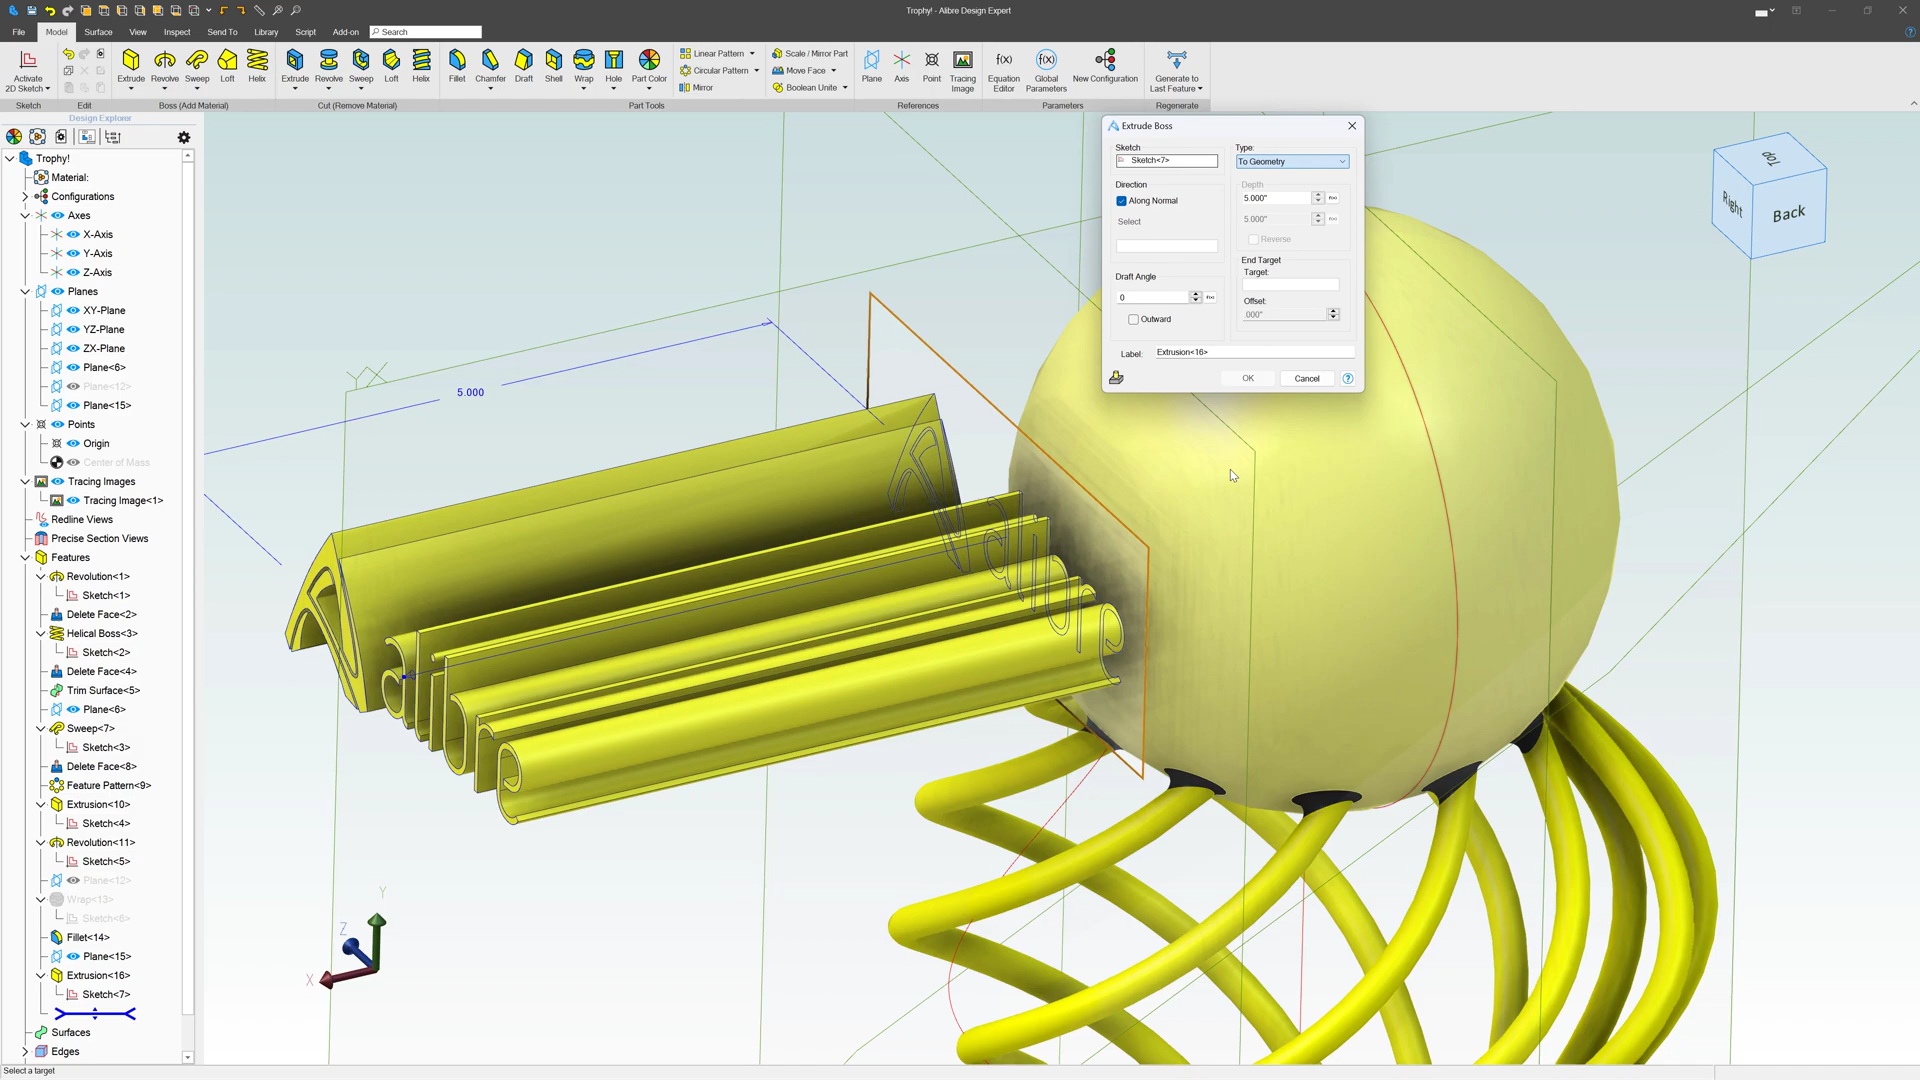 Trophy! - Alibre Design Expert
File Model Surface View Inspect Send To Library Script Add-on Search
Activate 2D Sketch
Extrude Revolve Sweep Loft Helix
Extrude Revolve Sweep Loft Helix
Fillet Chamfer Draft Shell Wrap Hole Part Color
Linear Pattern
Circular Pattern
Mirror
Scale / Mirror Part
Move Face
Boolean Unite
Plane Axis Point Tracing Image
f(x) Equation Editor
f(x) Global Parameters
New Configuration
Generate to Last Feature
Sketch Edit Boss (Add Material) Cut (Remove Material) Part Tools References Parameters Regenerate
Design Explorer
Trophy!
Material:
Configurations
Axes
X-Axis
Y-Axis
Z-Axis
Planes
XY-Plane
YZ-Plane
ZX-Plane
Plane<6>
Plane<12>
Plane<15>
Points
Origin
Center of Mass
Tracing Images
Tracing Image<1>
Redline Views
Precise Section Views
Features
Revolution<1>
Sketch<1>
Delete Face<2>
Helical Boss<3>
Sketch<2>
Delete Face<4>
Trim Surface<5>
Plane<6>
Sweep<7>
Sketch<3>
Delete Face<8>
Feature Pattern<9>
Extrusion<10>
Sketch<4>
Revolution<11>
Sketch<5>
Plane<12>
Wrap<13>
Sketch<6>
Fillet<14>
Plane<15>
Extrusion<16>
Sketch<7>
Surfaces
Edges
Select a target
Extrude Boss
Sketch
Sketch<7>
Type:
To Geometry
Direction
Along Normal
Select
Depth
5.000"
5.000"
Reverse
End Target
Target:
Offset:
.000"
Draft Angle
0
Outward
Label: Extrusion<16>
OK Cancel
5.000
Alibre
Top
Right
Back
Y
Z
X